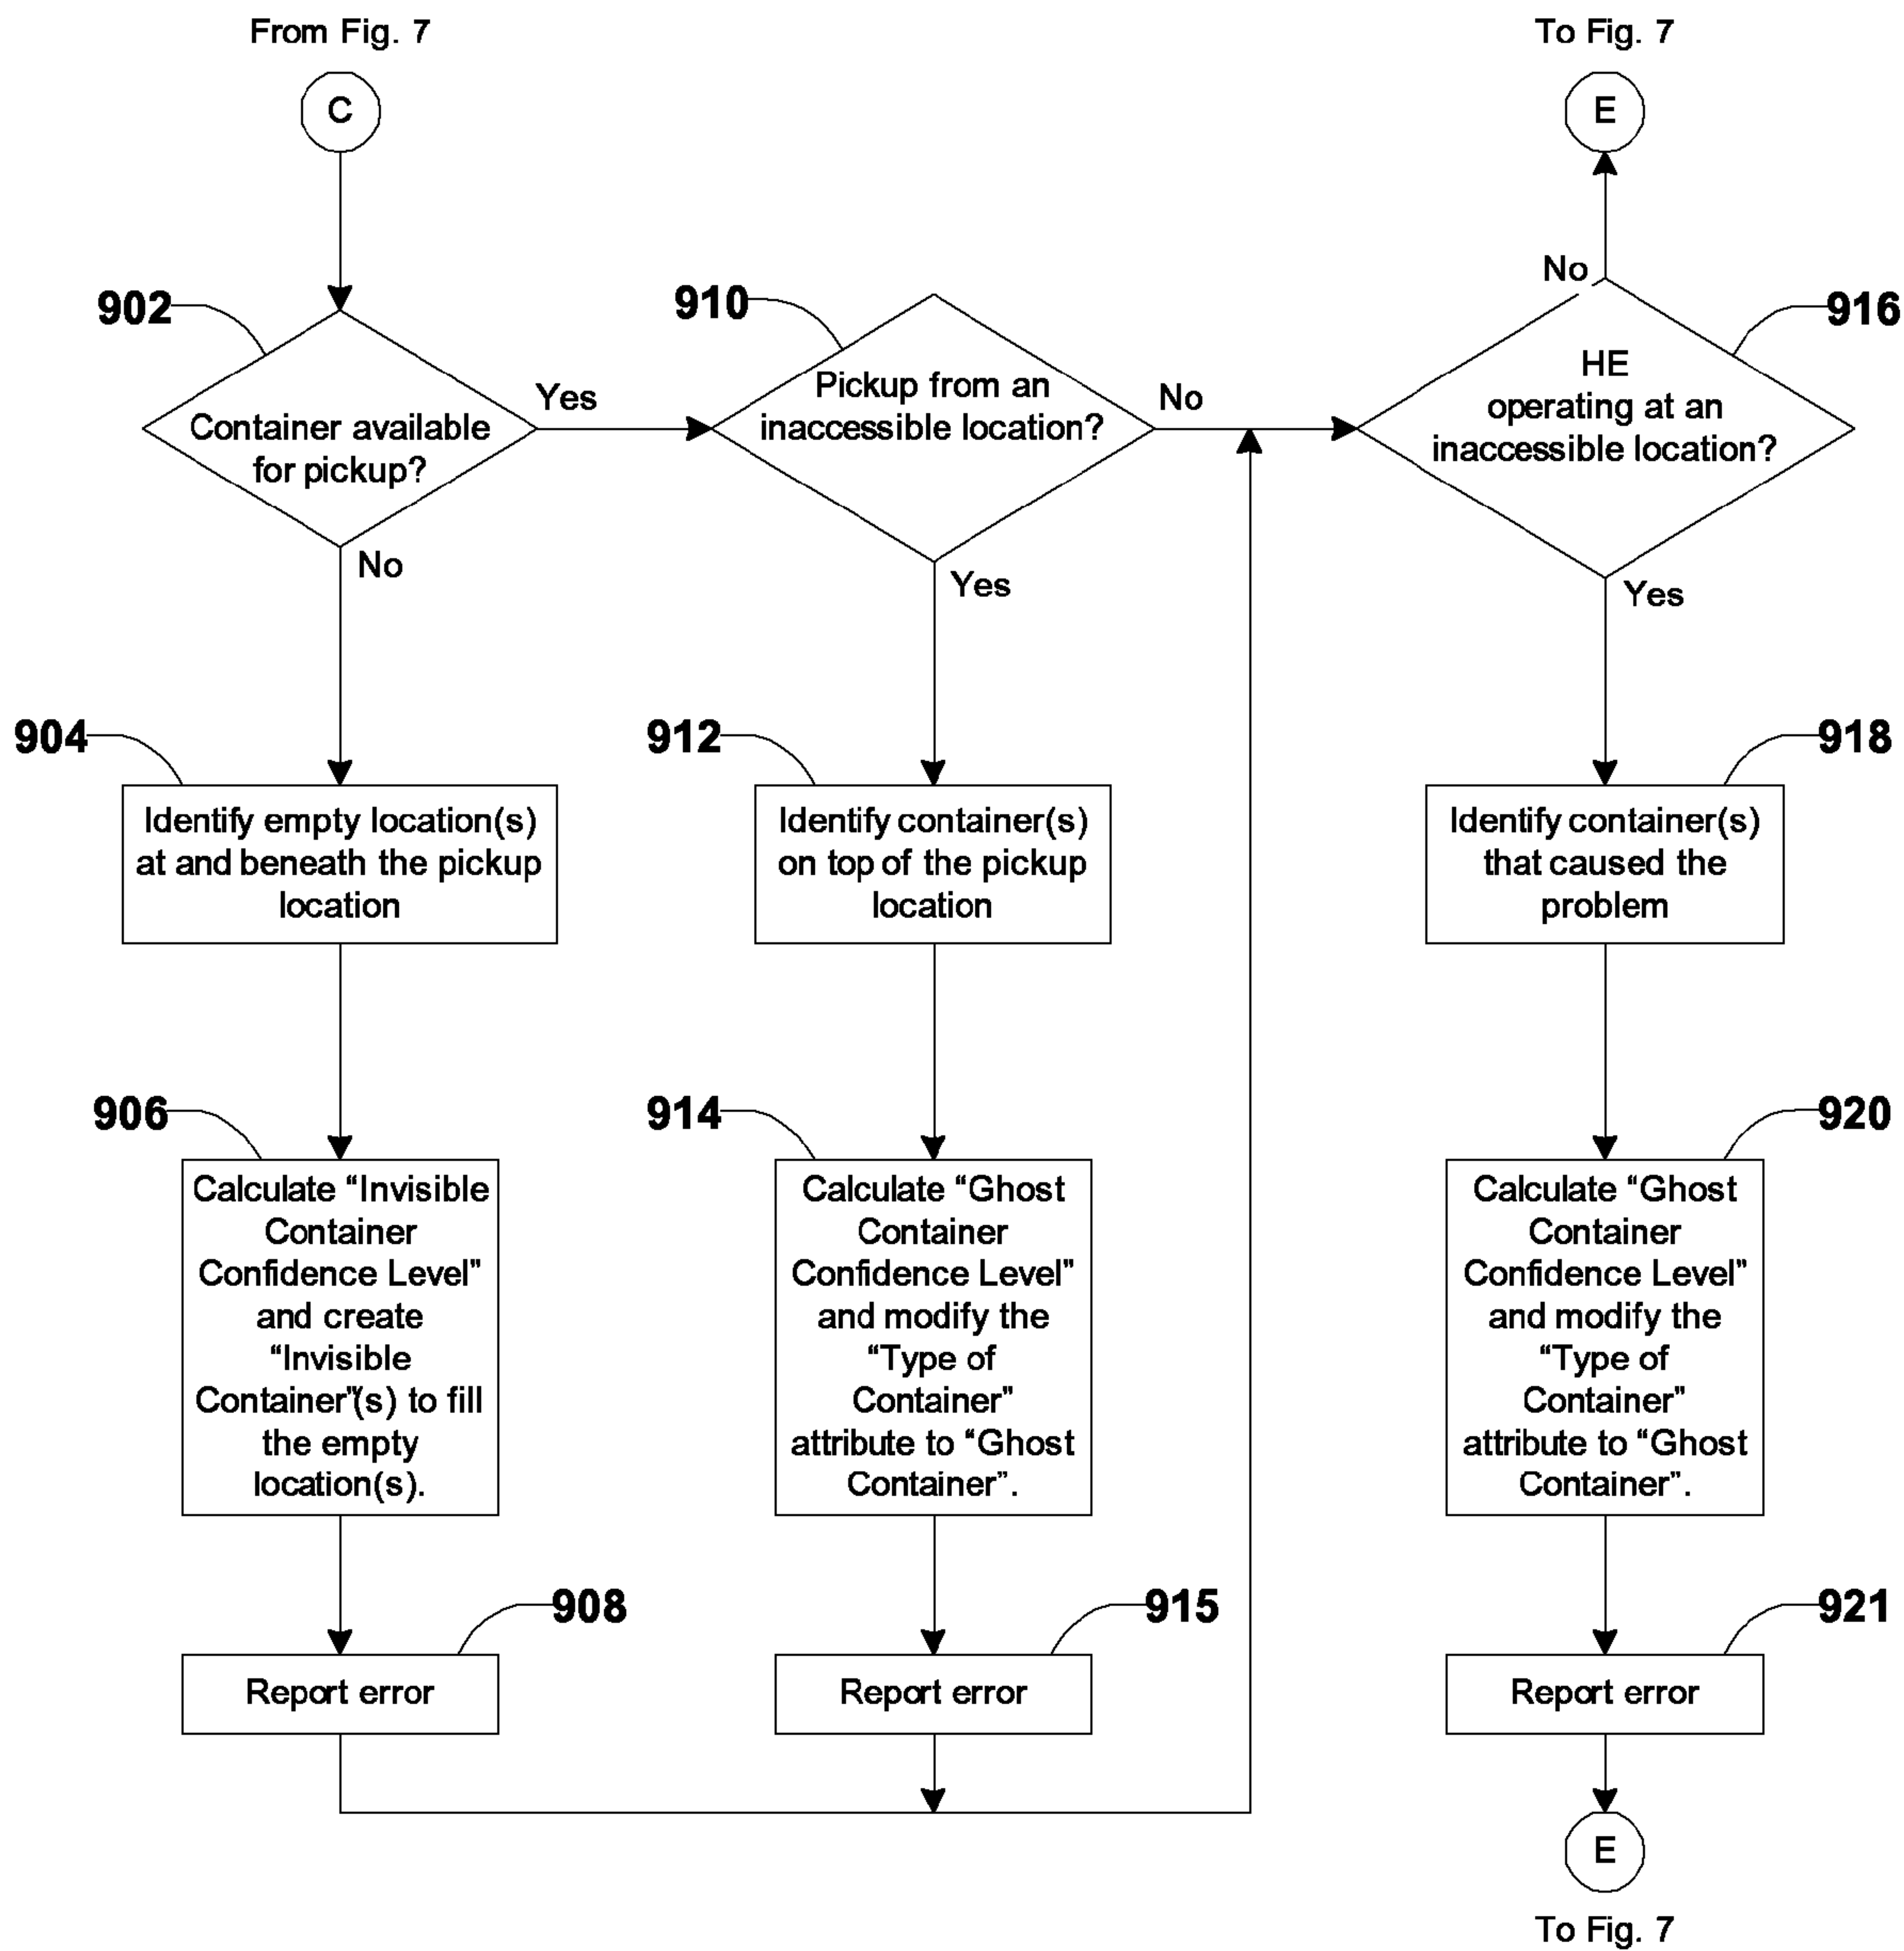 From Fig. 7
C
902
Container available
for pickup?
Yes
No
904
Identify empty location(s)
at and beneath the pickup
location
906
Calculate “Invisible
Container
Confidence Level”
and create
“Invisible
Container”(s) to fill
the empty
location(s).
908
Report error
910
Pickup from an
inaccessible location?
No
Yes
912
Identify container(s)
on top of the pickup
location
914
Calculate “Ghost
Container
Confidence Level”
and modify the
“Type of
Container”
attribute to “Ghost
Container”.
915
Report error
To Fig. 7
E
No
916
HE
operating at an
inaccessible location?
Yes
918
Identify container(s)
that caused the
problem
920
Calculate “Ghost
Container
Confidence Level”
and modify the
“Type of
Container”
attribute to “Ghost
Container”.
921
Report error
E
To Fig. 7